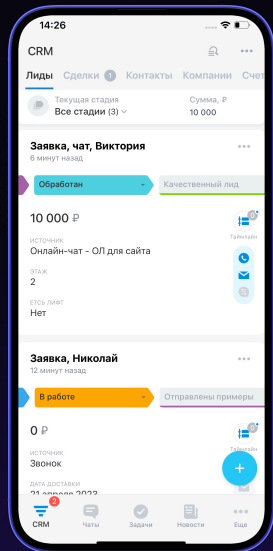 14:26
CRM
Лиды Сделки 1 Контакты Компании Счет
Текущая стадия
Все стадии (3)
Сумма, ₽
10 000
Заявка, чат, Виктория
6 минут назад
Обработан
Качественный лид
10 000 ₽
Таймлайн
ИСТОЧНИК
Онлайн-чат - ОЛ для сайта
ЭТАЖ
2
ЕТСЬ ЛИФТ
Нет
Заявка, Николай
12 минут назад
В работе
Отправлены примеры
0 ₽
Таймлайн
ИСТОЧНИК
Звонок
ДАТА ДОСТАВКИ
21 апреля 2023
2
CRM Чаты Задачи Новости Еще